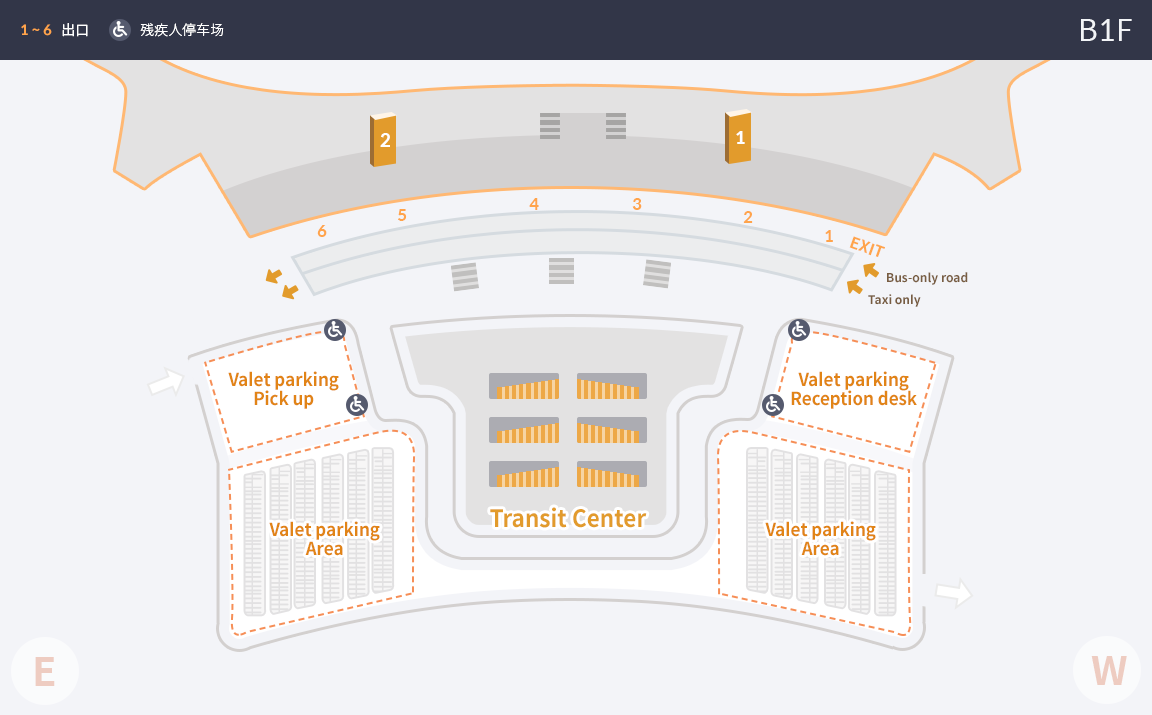 1 ~ 6 出口 残疾人停车场 B1F
2
1
6
5
4
3
2
1
EXIT
Bus-only road
Taxi only
Valet parking
Pick up
Valet parking
Reception desk
Transit Center
Valet parking
Area
Valet parking
Area
E
W